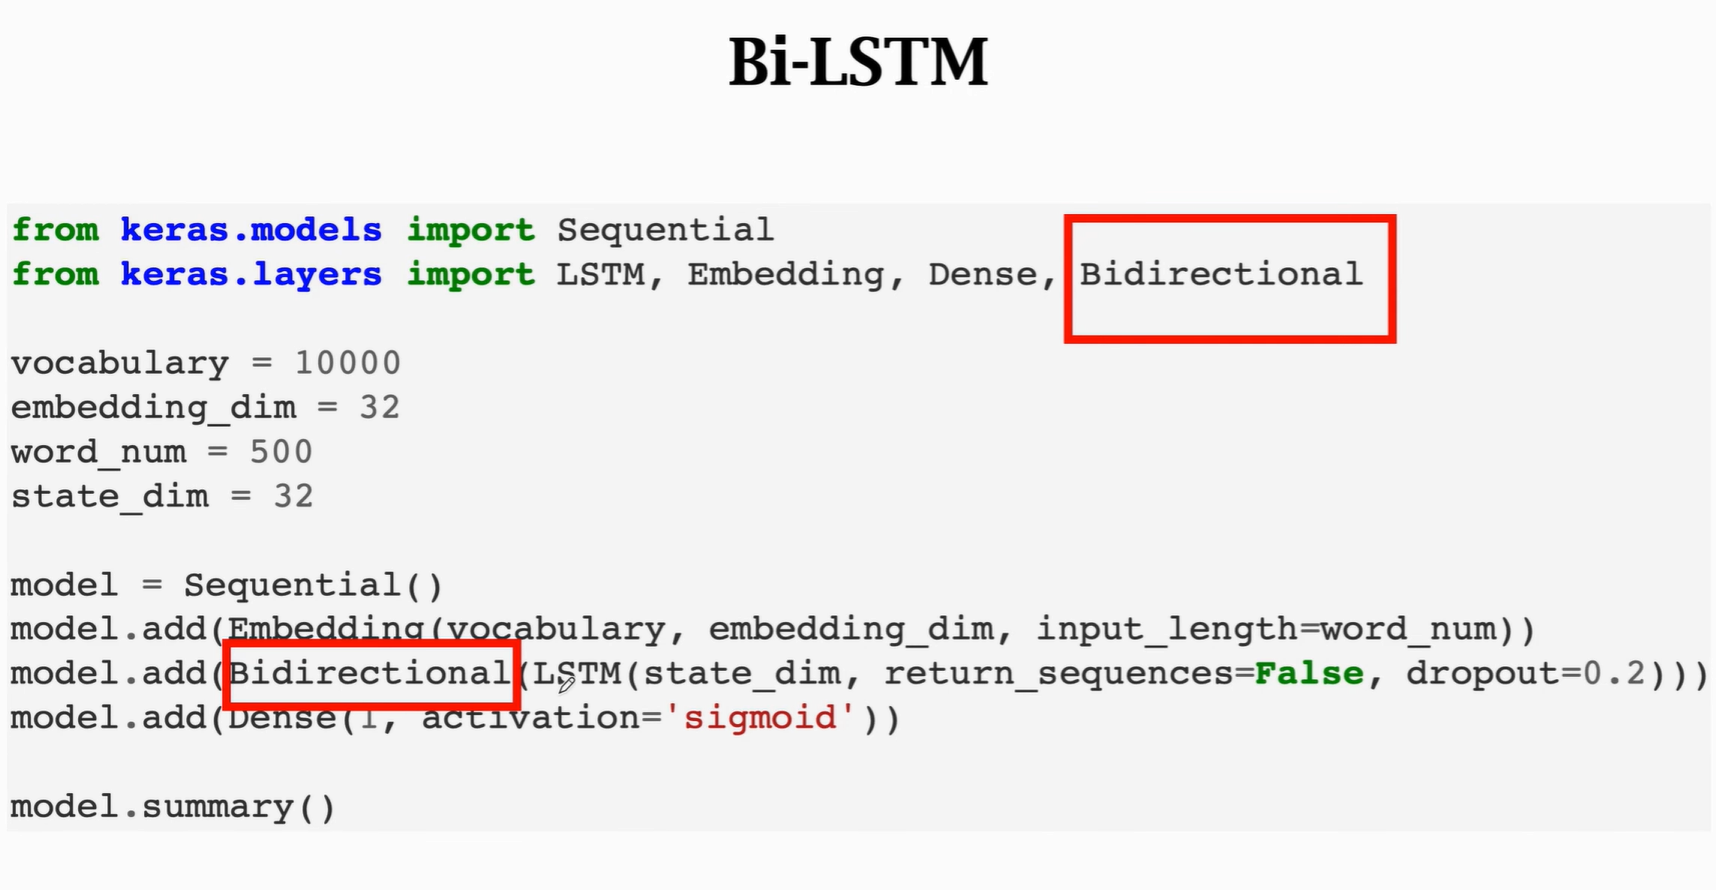 Bi-LSTM
from keras.models import Sequential
from keras.layers import LSTM, Embedding, Dense, Bidirectional
vocabulary = 10000
embedding_dim = 32
word_num = 500
state_dim = 32
model = Sequential()
model.add(Embedding(vocabulary, embedding_dim, input_length=word_num))
model.add(Bidirectional(LSTM(state_dim, return_sequences=False, dropout=0.2)))
model.add(Dense(1, activation='sigmoid'))
model.summary()